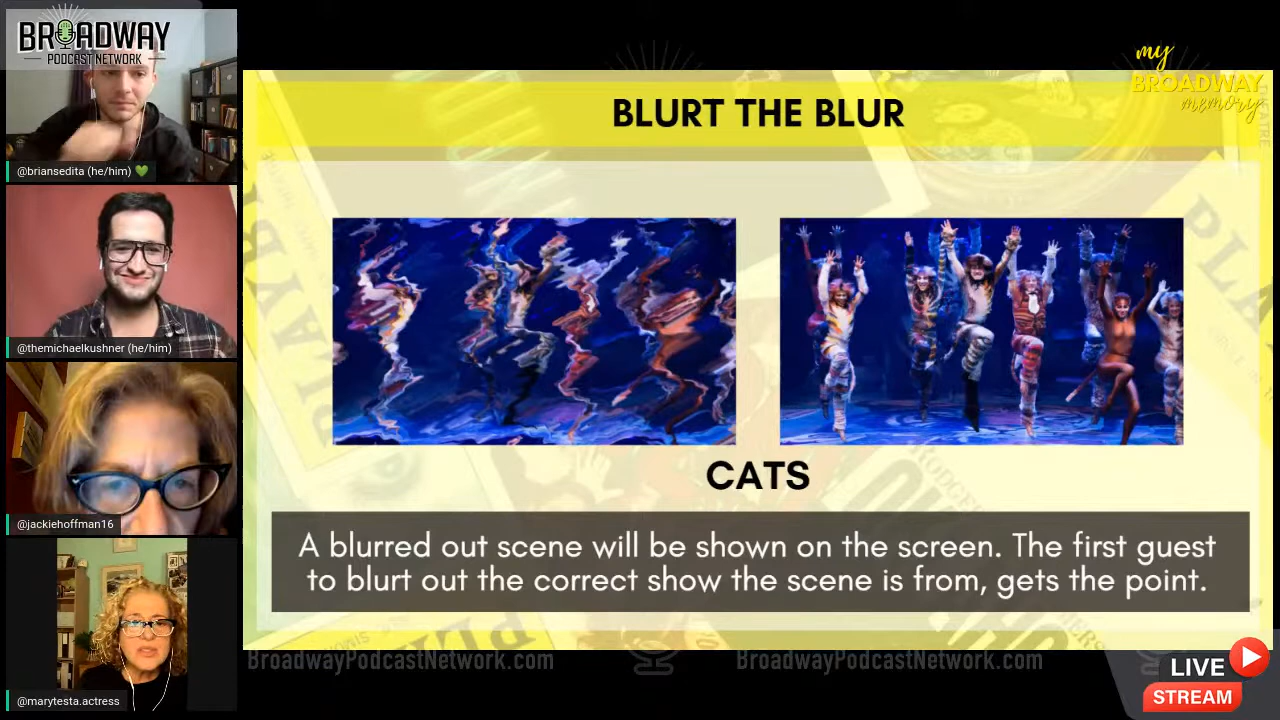 BROADWAY
PODCAST NETWORK
@briansedita (he/him) 💚
@themichaelkushner (he/him)
@jackiehoffman16
@marytesta.actress
my
BROADWAY
memory
BLURT THE BLUR
CATS
A blurred out scene will be shown on the screen. The first guest
to blurt out the correct show the scene is from, gets the point.
BroadwayPodcastNetwork.com
BroadwayPodcastNetwork.com
LIVE
STREAM